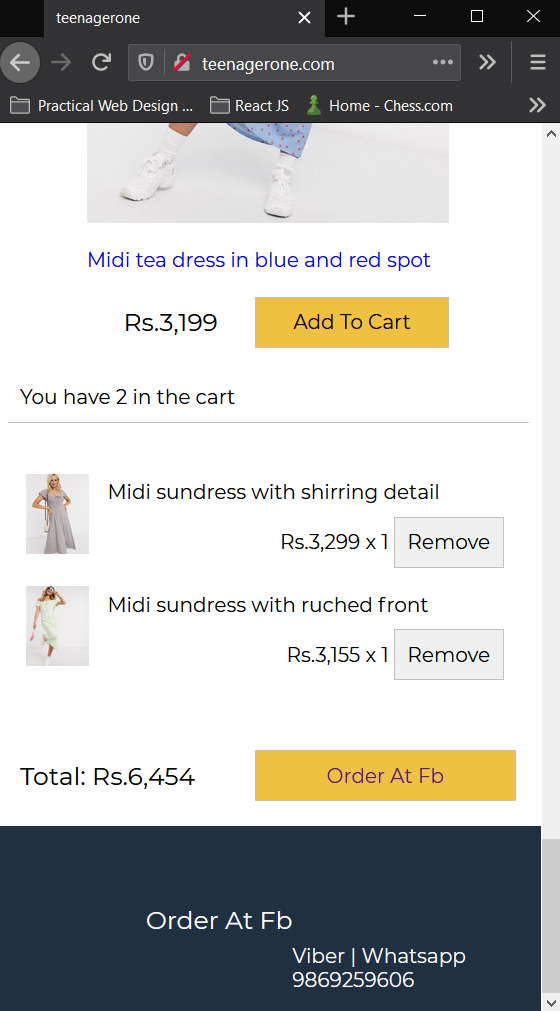 teenagerone
teenagerone.com
Practical Web Design ... React JS Home - Chess.com
Midi tea dress in blue and red spot
Rs.3,199 Add To Cart
You have 2 in the cart
Midi sundress with shirring detail
Rs.3,299 x 1 Remove
Midi sundress with ruched front
Rs.3,155 x 1 Remove
Total: Rs.6,454 Order At Fb
Order At Fb
Viber | Whatsapp
9869259606